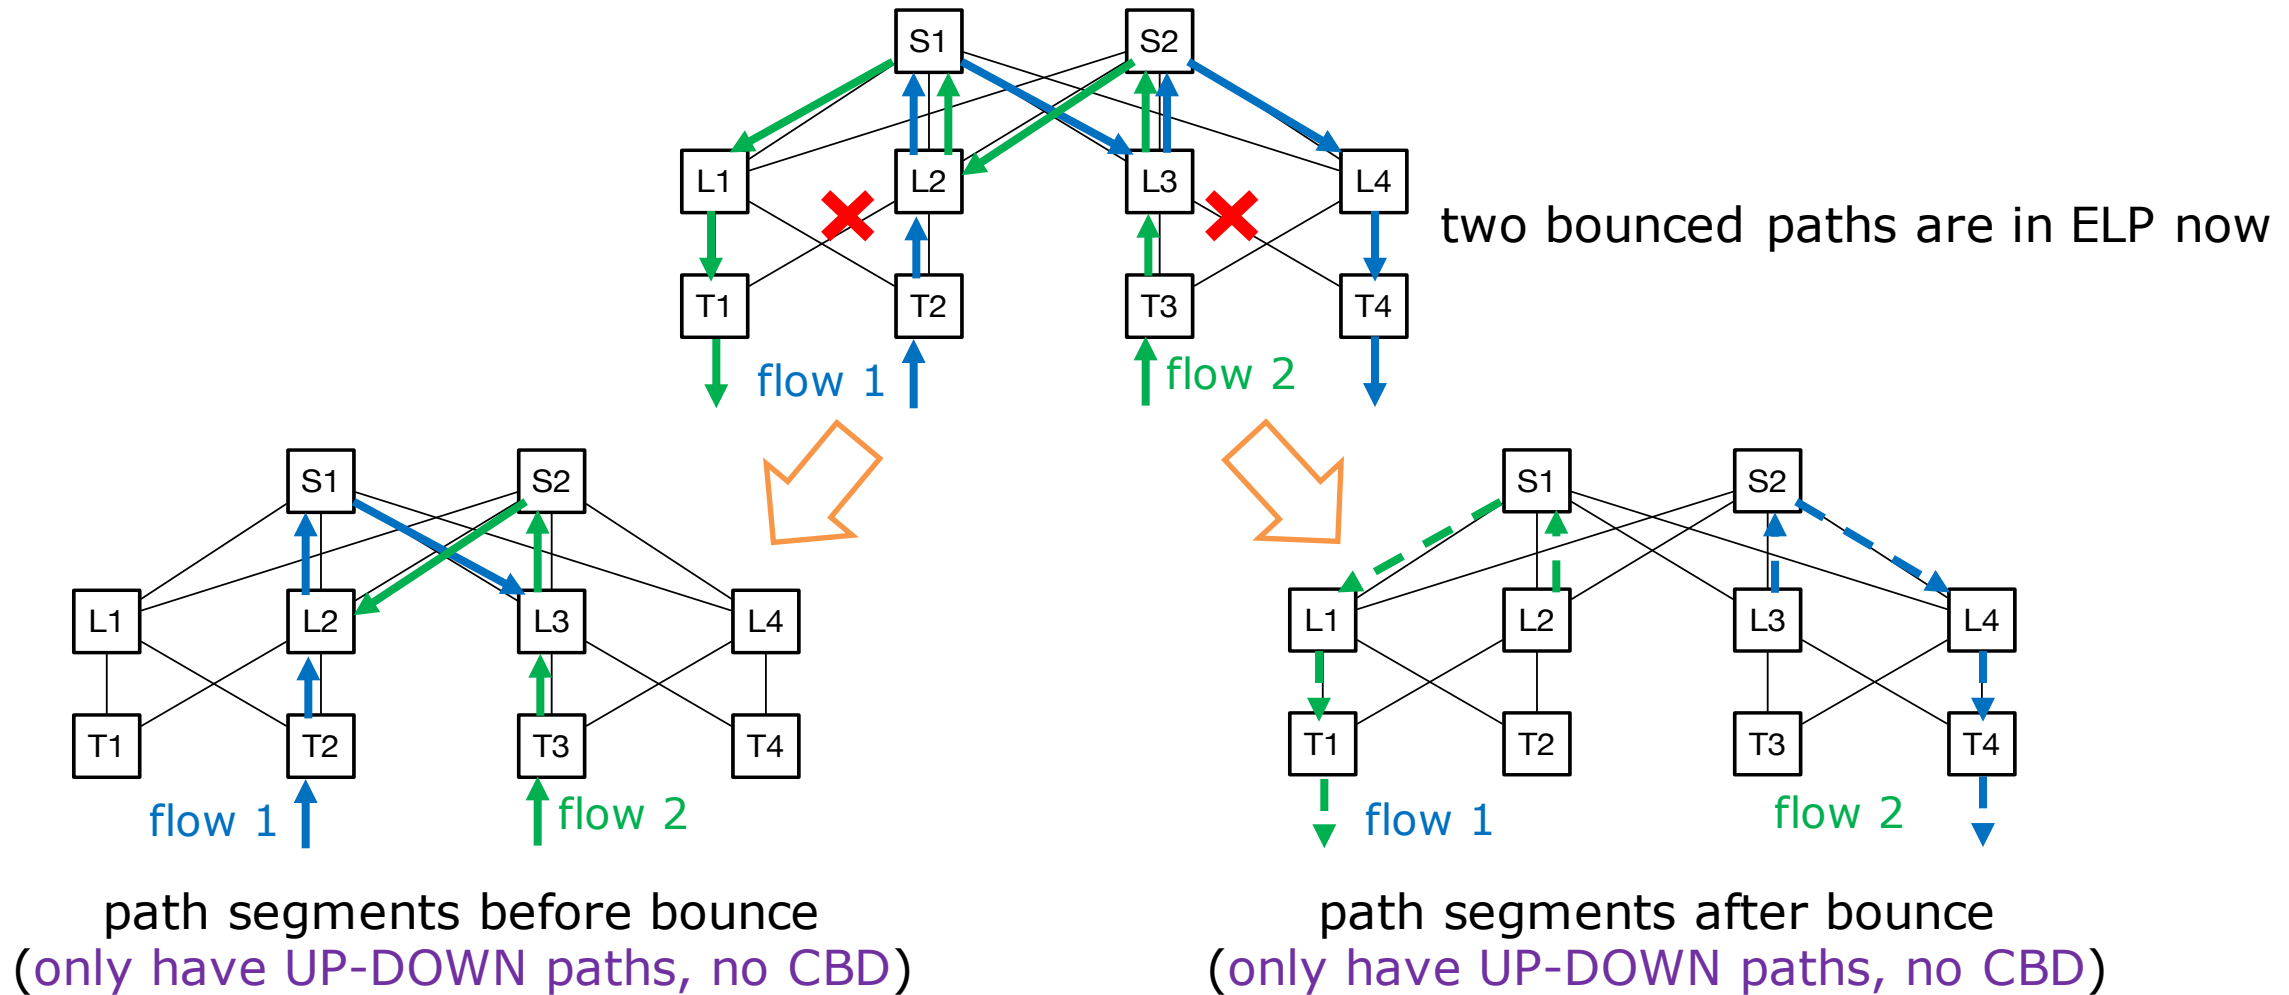 S1 S2
L1 L2 L3 L4
two bounced paths are in ELP now
T1 T2 T3 T4
flow 1 flow 2
S1 S2
L1 L2 L3 L4
T1 T2 T3 T4
flow 1 flow 2
path segments before bounce
(only have UP-DOWN paths, no CBD)
S1 S2
L1 L2 L3 L4
T1 T2 T3 T4
flow 1 flow 2
path segments after bounce
(only have UP-DOWN paths, no CBD)